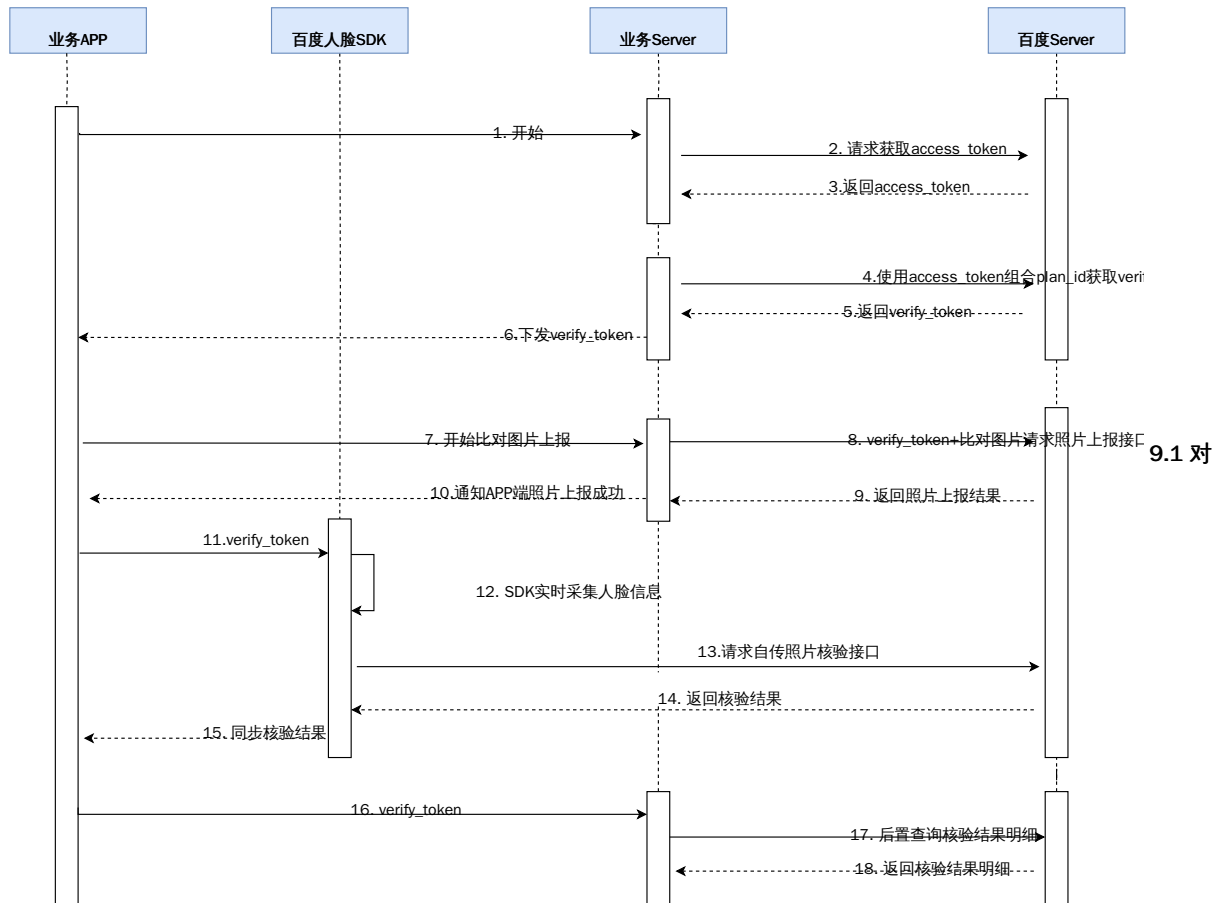 业务APP
百度人脸SDK
业务Server
百度Server
1. 开始
2. 请求获取access_token
3.返回access_token
4.使用access_token组合plan_id获取veri
5.返回verify_token
6.下发verify_token
7. 开始比对图片上报
8. verify_token+比对图片请求照片上报接口
9.1 对
10.通知APP端照片上报成功
9. 返回照片上报结果
11.verify_token
12. SDK实时采集人脸信息
13.请求自传照片核验接口
14. 返回核验结果
15. 同步核验结果
16. verify_token
17. 后置查询核验结果明细
18. 返回核验结果明细